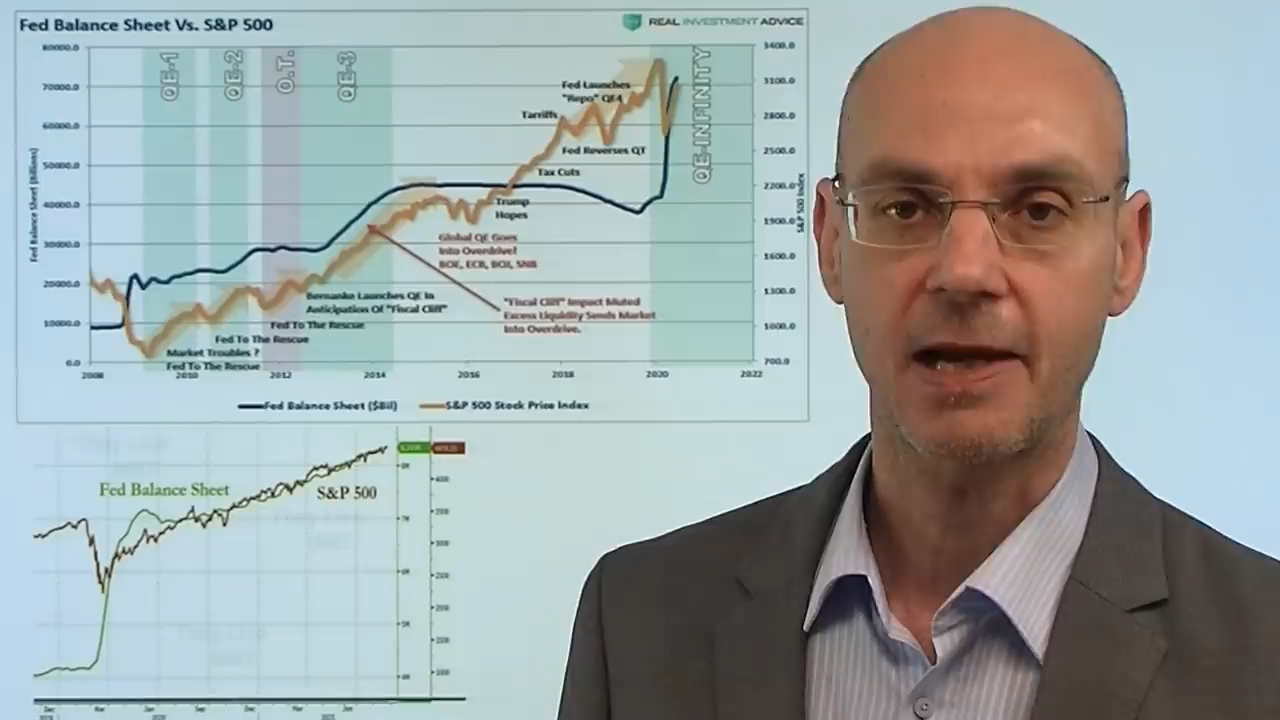 Fed Balance Sheet Vs. S&P 500
REAL INVESTMENT ADVICE
80000.0
70000.0
60000.0
50000.0
40000.0
30000.0
20000.0
10000.0
0.0
Fed Balance Sheet (Billions)
QE-1
QE-2
O.T.
QE-3
QE-INFINITY
Fed Launches
"Repo" QE4
Tarriffs
Fed Reverses QT
Tax Cuts
Trump
Hopes
Global QE Goes
Into Overdrive!
BOE, ECB, BOJ, SNB
"Fiscal Cliff" Impact Muted
Excess Liquidity Sends Market
Into Overdrive.
Bernanke Launches QE In
Anticipation Of "Fiscal Cliff"
Fed To The Rescue
Fed To The Rescue
Market Troubles ?
Fed To The Rescue
3400.0
3100.0
2800.0
2500.0
2200.0
1900.0
1600.0
1300.0
1000.0
700.0
S&P 500 Index
2008 2010 2012 2014 2016 2018 2020 2022
Fed Balance Sheet ($Bil) S&P 500 Stock Price Index
Fed Balance Sheet
S&P 500